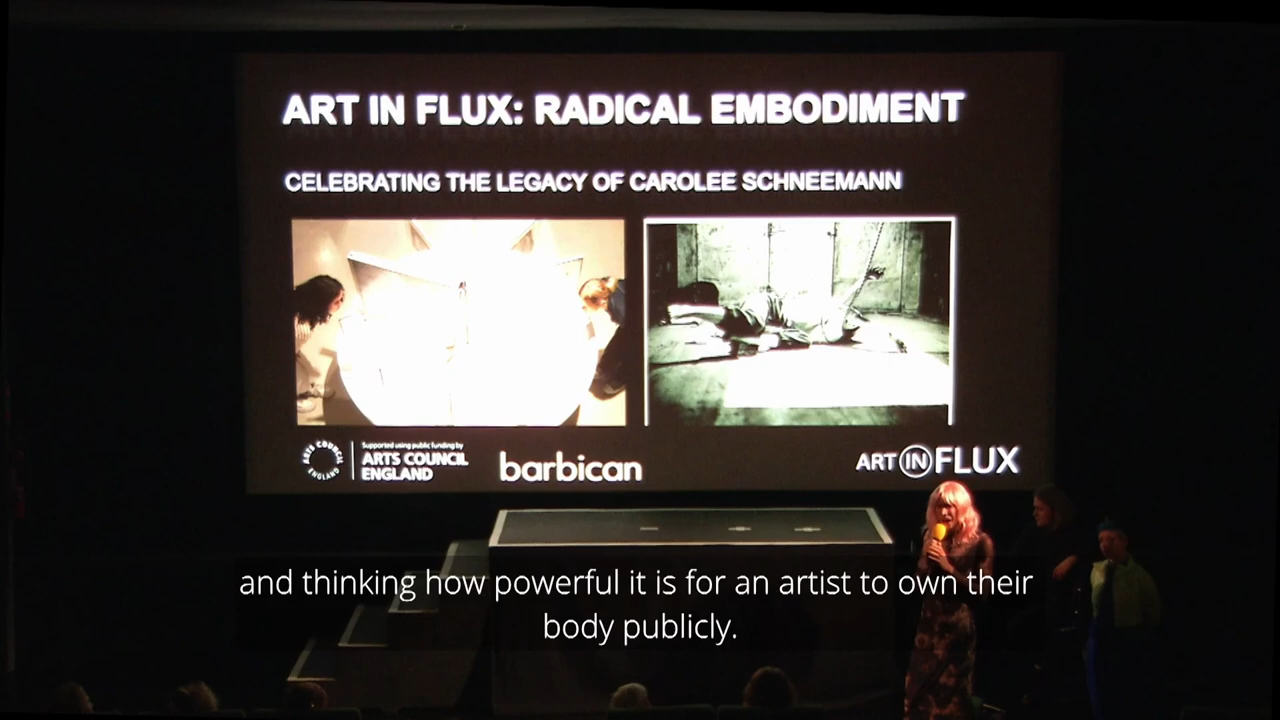 ART IN FLUX: RADICAL EMBODIMENT
CELEBRATING THE LEGACY OF CAROLEE SCHNEEMANN
ARTS COUNCIL ENGLAND
Supported using public funding by
ARTS COUNCIL
ENGLAND
barbican
ART IN FLUX
and thinking how powerful it is for an artist to own their
body publicly.